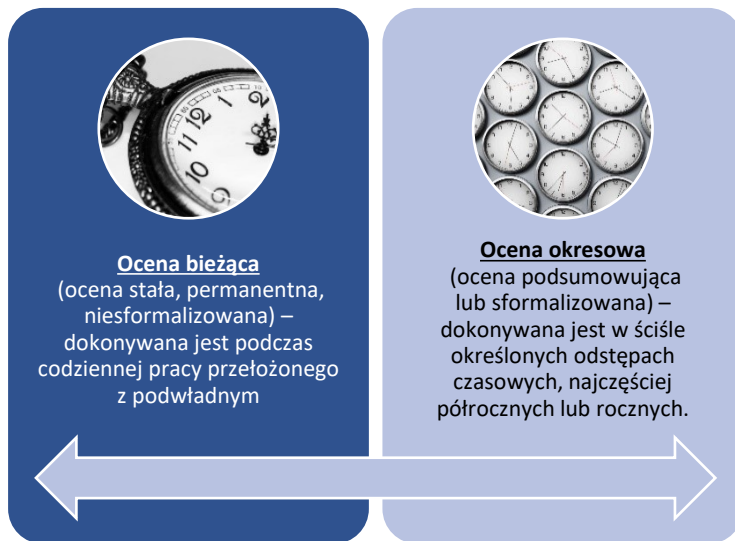 Ocena bieżąca
(ocena stała, permanentna,
niesformalizowana) –
dokonywana jest podczas
codziennej pracy przełożonego
z podwładnym
Ocena okresowa
(ocena podsumowująca
lub sformalizowana) –
dokonywana jest w ściśle
określonych odstępach
czasowych, najczęściej
półrocznych lub rocznych.